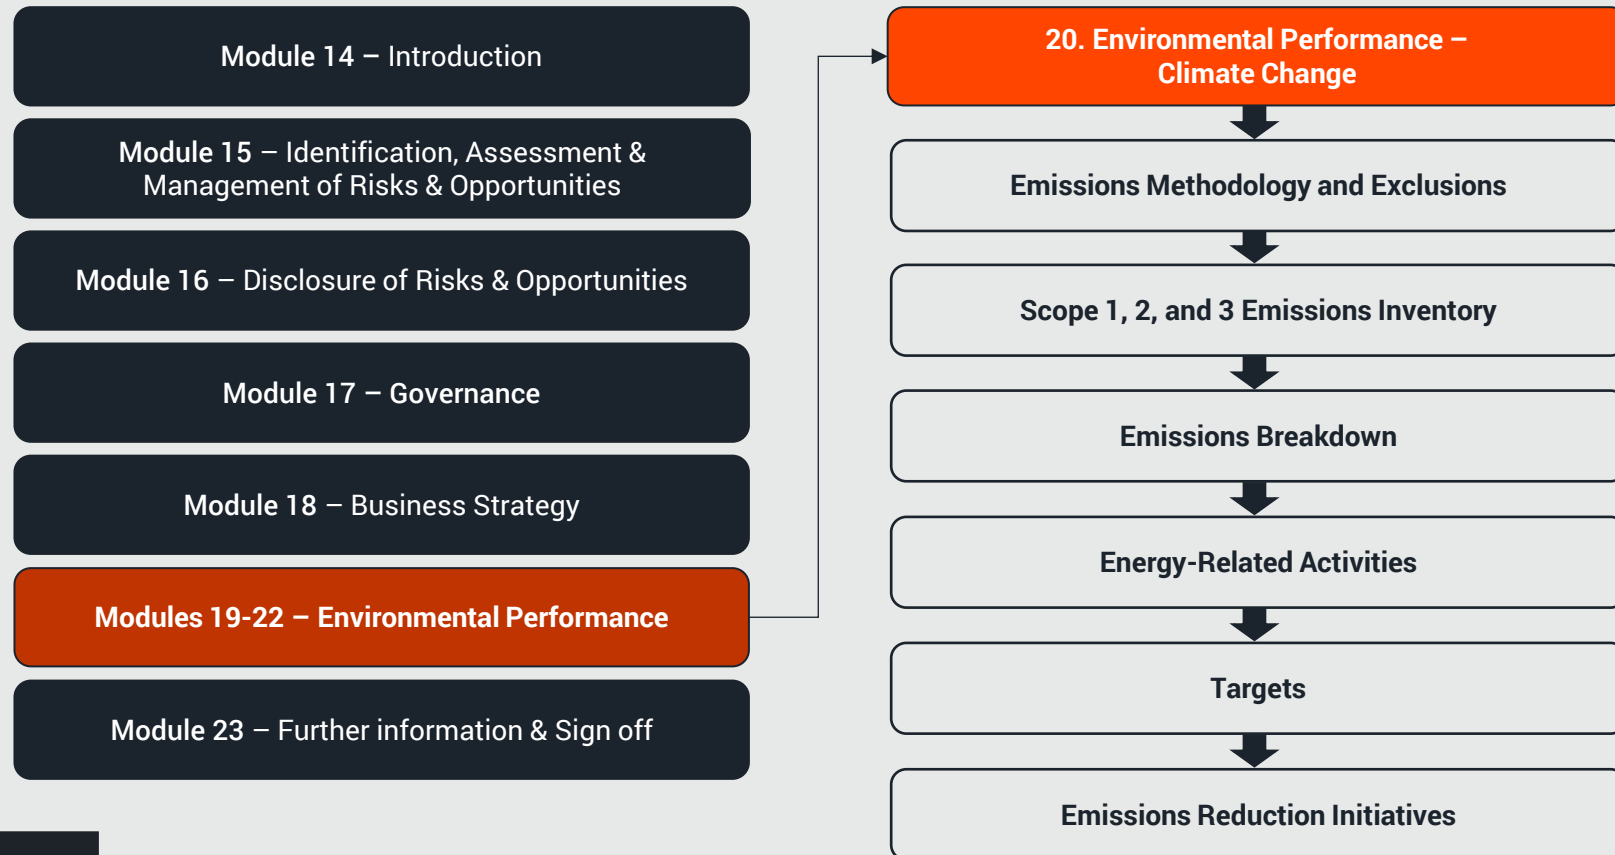 Module 14 – Introduction
Module 15 – Identification, Assessment &
Management of Risks & Opportunities
Module 16 – Disclosure of Risks & Opportunities
Module 17 – Governance
Module 18 – Business Strategy
Modules 19-22 – Environmental Performance
Module 23 – Further information & Sign off
20. Environmental Performance –
Climate Change
Emissions Methodology and Exclusions
Scope 1, 2, and 3 Emissions Inventory
Emissions Breakdown
Energy-Related Activities
Targets
Emissions Reduction Initiatives